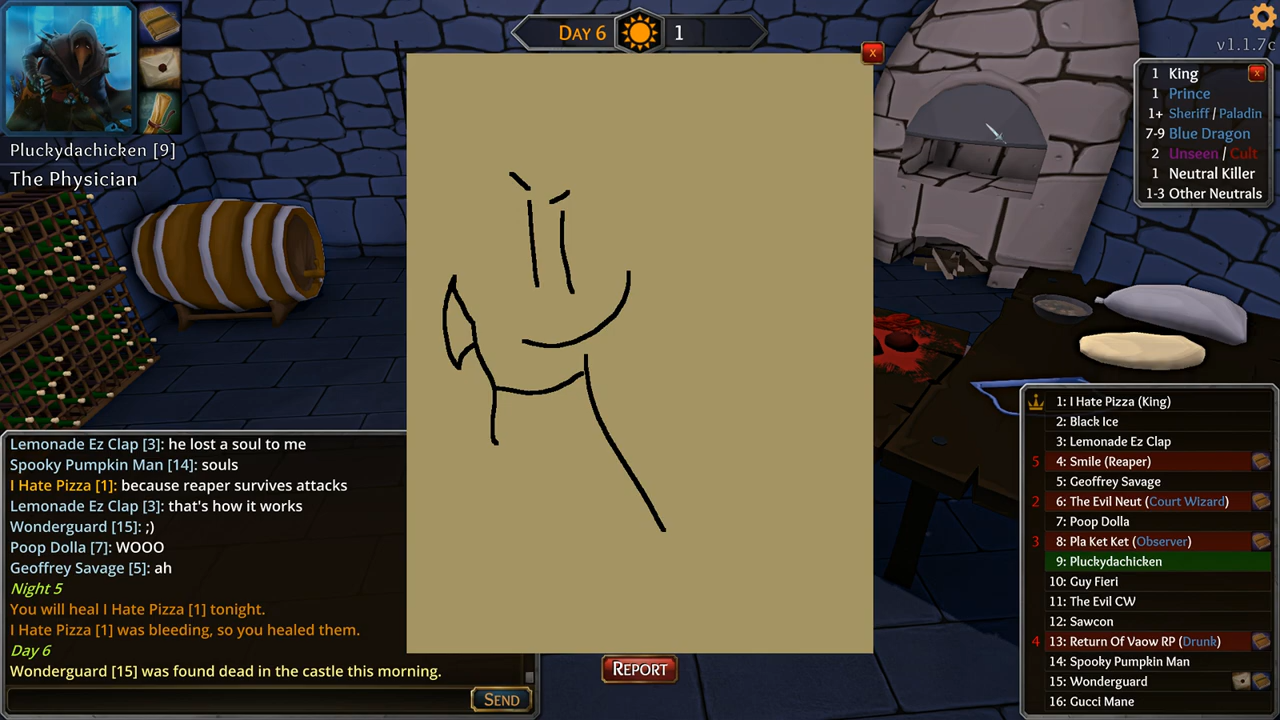 Day 6
1
v1.1.7c
x
Pluckydachicken [9]
The Physician
1 King
x
1 Prince
1+ Sheriff / Paladin
7-9 Blue Dragon
2 Unseen / Cult
1 Neutral Killer
1-3 Other Neutrals
Lemonade Ez Clap [3]: he lost a soul to me
Spooky Pumpkin Man [14]: souls
I Hate Pizza [1]: because reaper survives attacks
Lemonade Ez Clap [3]: that's how it works
Wonderguard [15]: ;)
Poop Dolla [7]: WOOO
Geoffrey Savage [5]: ah
Night 5
You will heal I Hate Pizza [1] tonight.
I Hate Pizza [1] was bleeding, so you healed them.
Day 6
Wonderguard [15] was found dead in the castle this morning.
Send
Report
1: I Hate Pizza (King)
2: Black Ice
3: Lemonade Ez Clap
5 4: Smile (Reaper)
5: Geoffrey Savage
2 6: The Evil Neut (Court Wizard)
7: Poop Dolla
3 8: Pla Ket Ket (Observer)
9: Pluckydachicken
10: Guy Fieri
11: The Evil CW
12: Sawcon
4 13: Return Of Vaow RP (Drunk)
14: Spooky Pumpkin Man
15: Wonderguard
16: Gucci Mane